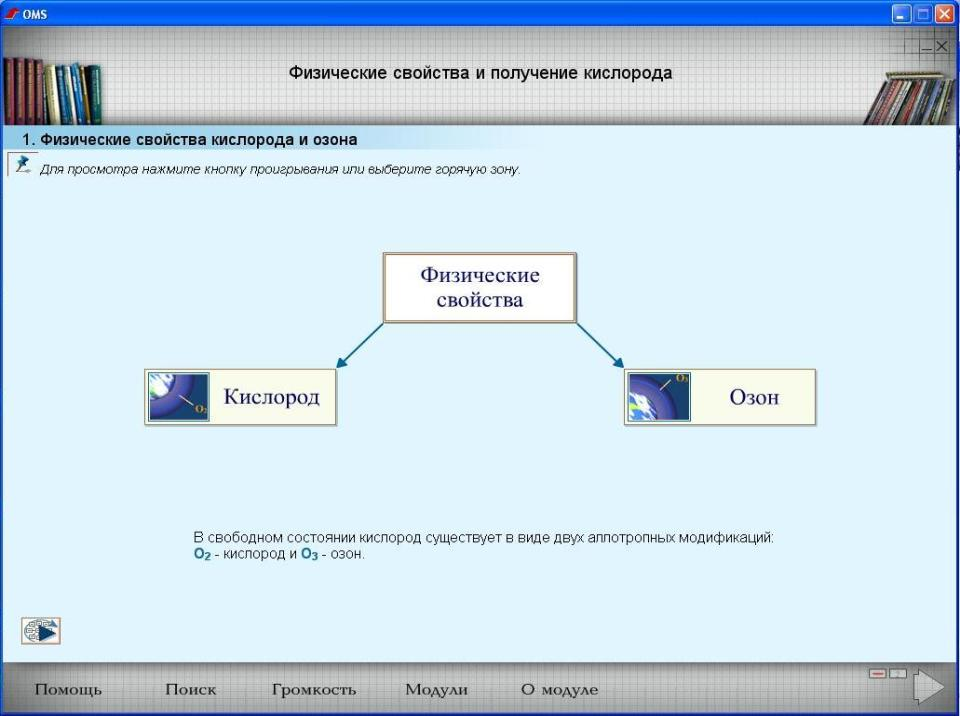 OMS
Физические свойства и получение кислорода
1. Физические свойства кислорода и озона
Для просмотра нажмите кнопку проигрывания или выберите горячую зону.
Физические
свойства
O₂
Кислород
O₃
Озон
В свободном состоянии кислород существует в виде двух аллотропных модификаций:
O₂ - кислород и O₃ - озон.
Помощь
Поиск
Громкость
Модули
О модуле